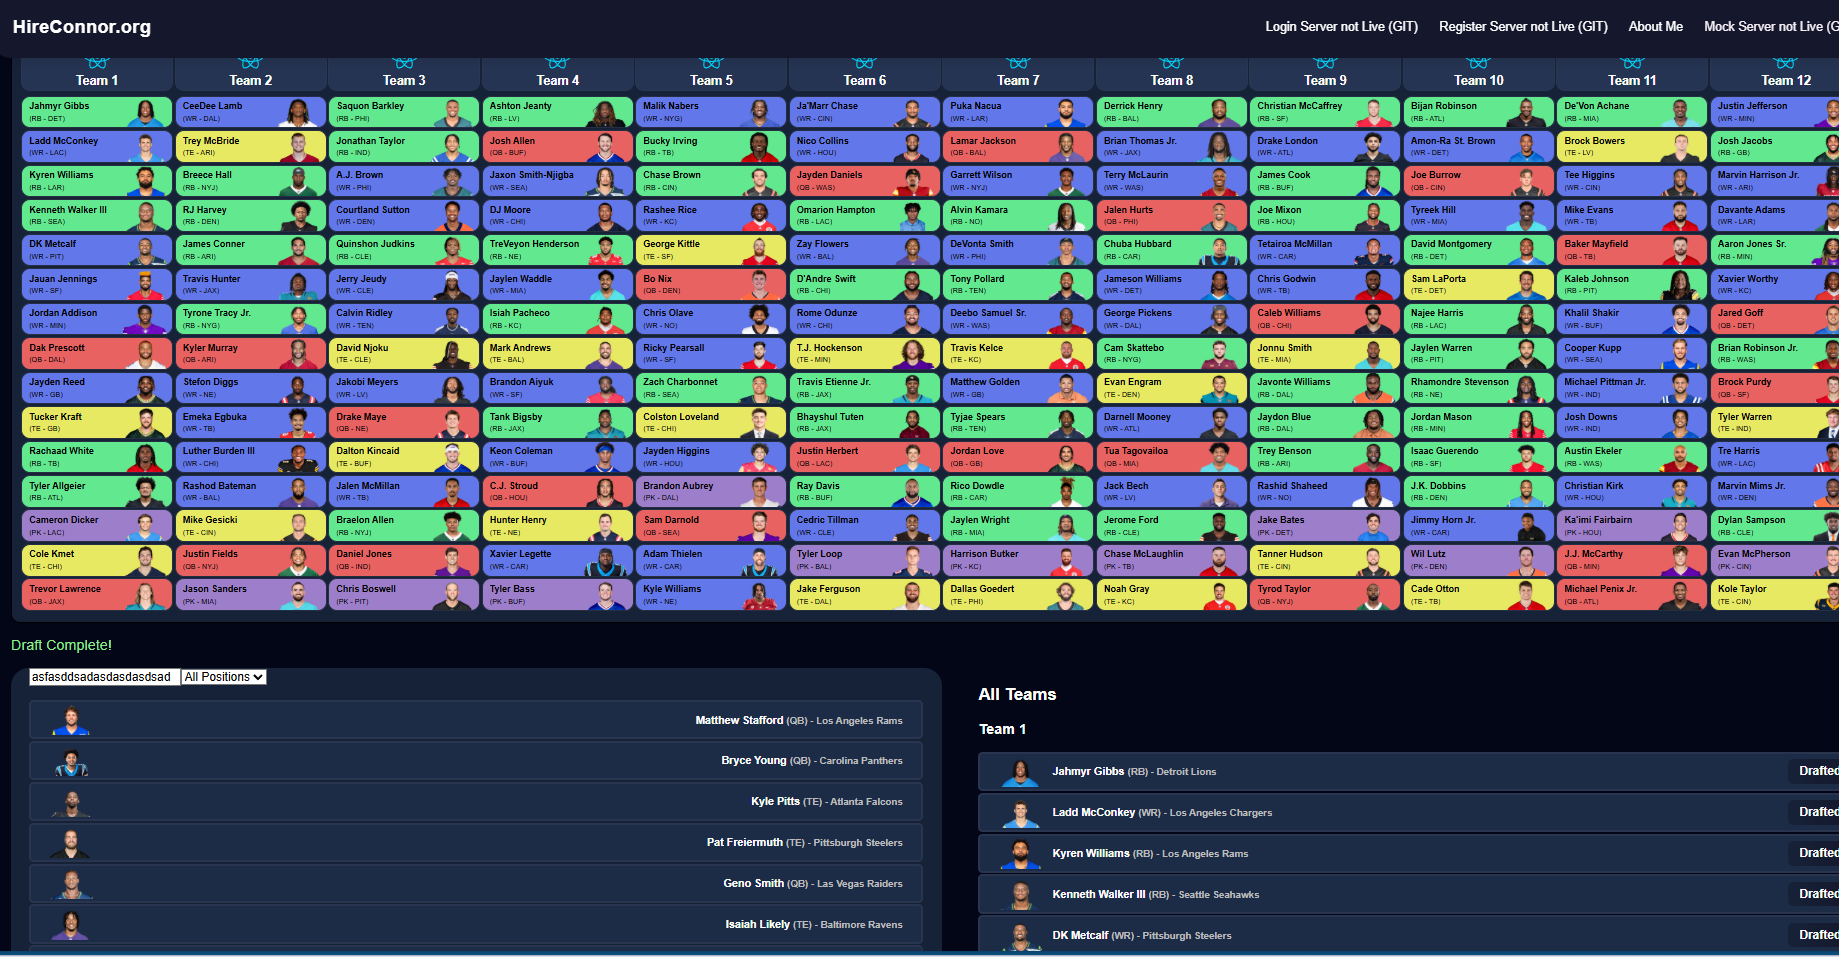 HireConnor.org
Login Server not Live (GIT) Register Server not Live (GIT) About Me Mock Server not Live (G
Team 1 Team 2 Team 3 Team 4 Team 5 Team 6 Team 7 Team 8 Team 9 Team 10 Team 11 Team 12
Jahmyr Gibbs CeeDee Lamb Saquon Barkley Ashton Jeanty Malik Nabers Ja'Marr Chase Puka Nacua Derrick Henry Christian McCaffrey Bijan Robinson De'Von Achane Justin Jefferson
(RB - DET) (WR - DAL) (RB - PHI) (RB - LV) (WR - NYG) (WR - CIN) (WR - LAR) (RB - BAL) (RB - SF) (RB - ATL) (RB - MIA) (WR - MIN)
Ladd McConkey Trey McBride Jonathan Taylor Josh Allen Bucky Irving Nico Collins Lamar Jackson Brian Thomas Jr. Drake London Amon-Ra St. Brown Brock Bowers Josh Jacobs
(WR - LAC) (TE - ARI) (RB - IND) (QB - BUF) (RB - TB) (WR - HOU) (QB - BAL) (WR - JAX) (WR - ATL) (WR - DET) (TE - LV) (RB - GB)
Kyren Williams Breece Hall A.J. Brown Jaxon Smith-Njigba Chase Brown Jayden Daniels Garrett Wilson Terry McLaurin James Cook Joe Burrow Tee Higgins Marvin Harrison Jr.
(RB - LAR) (RB - NYJ) (WR - PHI) (WR - SEA) (RB - CIN) (QB - WAS) (WR - NYJ) (WR - WAS) (RB - BUF) (QB - CIN) (WR - CIN) (WR - ARI)
Kenneth Walker III RJ Harvey Courtland Sutton DJ Moore Rashee Rice Omarion Hampton Alvin Kamara Jalen Hurts Joe Mixon Tyreek Hill Mike Evans Davante Adams
(RB - SEA) (RB - DEN) (WR - DEN) (WR - CHI) (WR - KC) (RB - LAC) (RB - NO) (QB - PHI) (RB - HOU) (WR - MIA) (WR - TB) (WR - LAR)
DK Metcalf James Conner Quinshon Judkins TreVeyon Henderson George Kittle Zay Flowers DeVonta Smith Chuba Hubbard Tetairoa McMillan David Montgomery Baker Mayfield Aaron Jones Sr.
(WR - PIT) (RB - ARI) (RB - CLE) (RB - NE) (TE - SF) (WR - BAL) (WR - PHI) (RB - CAR) (WR - CAR) (RB - DET) (QB - TB) (RB - MIN)
Jauan Jennings Travis Hunter Jerry Jeudy Jaylen Waddle Bo Nix D'Andre Swift Tony Pollard Jameson Williams Chris Godwin Sam LaPorta Kaleb Johnson Xavier Worthy
(WR - SF) (WR - JAX) (WR - CLE) (WR - MIA) (QB - DEN) (RB - CHI) (RB - TEN) (WR - DET) (WR - TB) (TE - DET) (RB - PIT) (WR - KC)
Jordan Addison Tyrone Tracy Jr. Calvin Ridley Isiah Pacheco Chris Olave Rome Odunze Deebo Samuel Sr. George Pickens Caleb Williams Najee Harris Khalil Shakir Jared Goff
(WR - MIN) (RB - NYG) (WR - TEN) (RB - KC) (WR - NO) (WR - CHI) (WR - WAS) (WR - DAL) (QB - CHI) (RB - LAC) (WR - BUF) (QB - DET)
Dak Prescott Kyler Murray David Njoku Mark Andrews Ricky Pearsall T.J. Hockenson Travis Kelce Cam Skattebo Jonnu Smith Jaylen Warren Cooper Kupp Brian Robinson Jr.
(QB - DAL) (QB - ARI) (TE - CLE) (TE - BAL) (WR - SF) (TE - MIN) (TE - KC) (RB - NYG) (TE - MIA) (RB - PIT) (WR - SEA) (RB - WAS)
Jayden Reed Stefon Diggs Jakobi Meyers Brandon Aiyuk Zach Charbonnet Travis Etienne Jr. Matthew Golden Evan Engram Javonte Williams Rhamondre Stevenson Michael Pittman Jr. Brock Purdy
(WR - GB) (WR - NE) (WR - LV) (WR - SF) (RB - SEA) (RB - JAX) (WR - GB) (TE - DEN) (RB - DAL) (RB - NE) (WR - IND) (QB - SF)
Tucker Kraft Emeka Egbuka Drake Maye Tank Bigsby Colston Loveland Bhayshul Tuten Tyjae Spears Darnell Mooney Jaydon Blue Jordan Mason Josh Downs Tyler Warren
(TE - GB) (WR - TB) (QB - NE) (RB - JAX) (TE - CHI) (RB - JAX) (RB - TEN) (WR - ATL) (RB - DAL) (RB - MIN) (WR - IND) (TE - IND)
Rachaad White Luther Burden III Dalton Kincaid Keon Coleman Jayden Higgins Justin Herbert Jordan Love Tua Tagovailoa Trey Benson Isaac Guerendo Austin Ekeler Tre Harris
(RB - TB) (WR - CHI) (TE - BUF) (WR - BUF) (WR - HOU) (QB - LAC) (QB - GB) (QB - MIA) (RB - ARI) (RB - SF) (RB - WAS) (WR - LAC)
Tyler Allgeier Rashod Bateman Jalen McMillan C.J. Stroud Brandon Aubrey Ray Davis Rico Dowdle Jack Bech Rashid Shaheed J.K. Dobbins Christian Kirk Marvin Mims Jr.
(RB - ATL) (WR - BAL) (WR - TB) (QB - HOU) (PK - DAL) (RB - BUF) (RB - CAR) (WR - LV) (WR - NO) (RB - DEN) (WR - HOU) (WR - DEN)
Cameron Dicker Mike Gesicki Braelon Allen Hunter Henry Sam Darnold Cedric Tillman Jaylen Wright Jerome Ford Jake Bates Jimmy Horn Jr. Ka'imi Fairbairn Dylan Sampson
(PK - LAC) (TE - CIN) (RB - NYJ) (TE - NE) (QB - SEA) (WR - CLE) (RB - MIA) (RB - CLE) (PK - DET) (WR - CAR) (PK - HOU) (RB - CLE)
Cole Kmet Justin Fields Daniel Jones Xavier Legette Adam Thielen Tyler Loop Harrison Butker Chase McLaughlin Tanner Hudson Wil Lutz J.J. McCarthy Evan McPherson
(TE - CHI) (QB - NYJ) (QB - IND) (WR - CAR) (WR - CAR) (PK - BAL) (PK - KC) (PK - TB) (TE - CIN) (PK - DEN) (QB - MIN) (PK - CIN)
Trevor Lawrence Jason Sanders Chris Boswell Tyler Bass Kyle Williams Jake Ferguson Dallas Goedert Noah Gray Tyrod Taylor Cade Otton Michael Penix Jr. Kole Taylor
(QB - JAX) (PK - MIA) (PK - PIT) (PK - BUF) (WR - NE) (TE - DAL) (TE - PHI) (TE - KC) (QB - NYJ) (TE - TB) (QB - ATL) (TE - CIN)
Draft Complete!
asfasddsadasdasdasdsad All Positions
Matthew Stafford (QB) - Los Angeles Rams
Bryce Young (QB) - Carolina Panthers
Kyle Pitts (TE) - Atlanta Falcons
Pat Freiermuth (TE) - Pittsburgh Steelers
Geno Smith (QB) - Las Vegas Raiders
Isaiah Likely (TE) - Baltimore Ravens
All Teams
Team 1
Jahmyr Gibbs (RB) - Detroit Lions Drafted
Ladd McConkey (WR) - Los Angeles Chargers Drafted
Kyren Williams (RB) - Los Angeles Rams Drafted
Kenneth Walker III (RB) - Seattle Seahawks Drafted
DK Metcalf (WR) - Pittsburgh Steelers Drafted